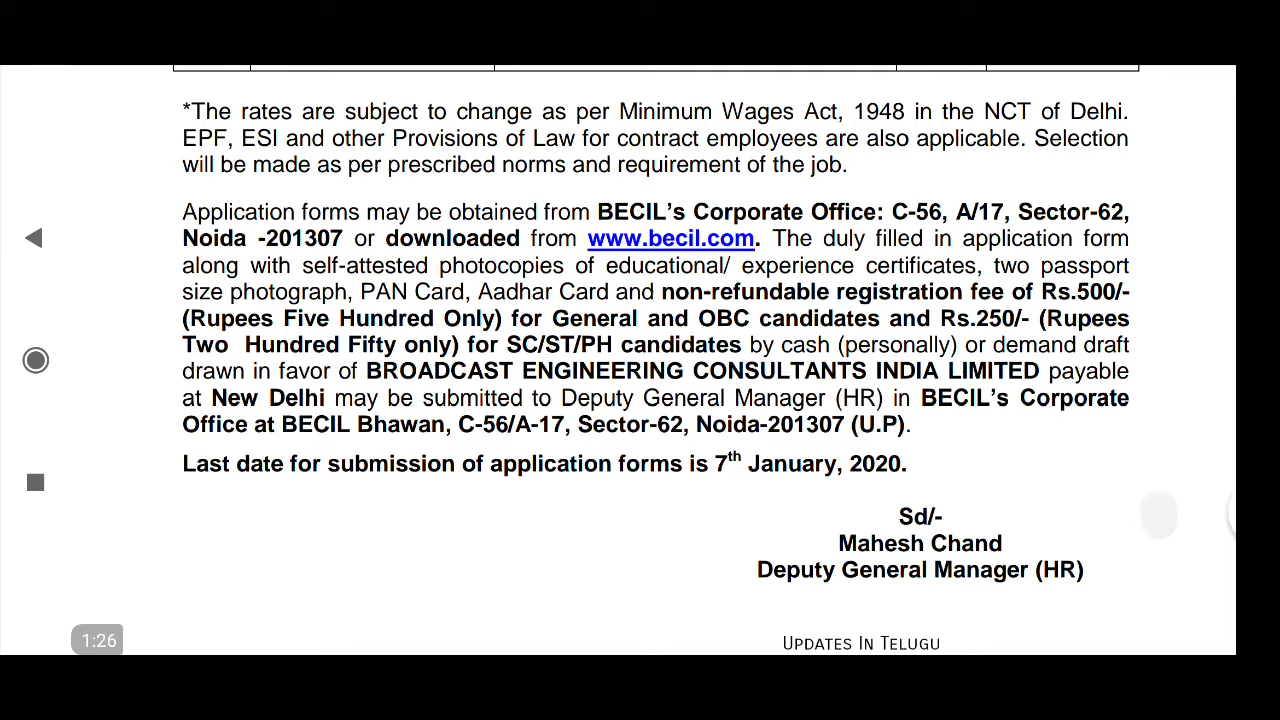 *The rates are subject to change as per Minimum Wages Act, 1948 in the NCT of Delhi.
EPF, ESI and other Provisions of Law for contract employees are also applicable. Selection
will be made as per prescribed norms and requirement of the job.
Application forms may be obtained from BECIL's Corporate Office: C-56, A/17, Sector-62,
Noida -201307 or downloaded from www.becil.com. The duly filled in application form
along with self-attested photocopies of educational/ experience certificates, two passport
size photograph, PAN Card, Aadhar Card and non-refundable registration fee of Rs.500/-
(Rupees Five Hundred Only) for General and OBC candidates and Rs.250/- (Rupees
Two Hundred Fifty only) for SC/ST/PH candidates by cash (personally) or demand draft
drawn in favor of BROADCAST ENGINEERING CONSULTANTS INDIA LIMITED payable
at New Delhi may be submitted to Deputy General Manager (HR) in BECIL's Corporate
Office at BECIL Bhawan, C-56/A-17, Sector-62, Noida-201307 (U.P).
Last date for submission of application forms is 7th January, 2020.
Sd/-
Mahesh Chand
Deputy General Manager (HR)
1:26
UPDATES IN TELUGU